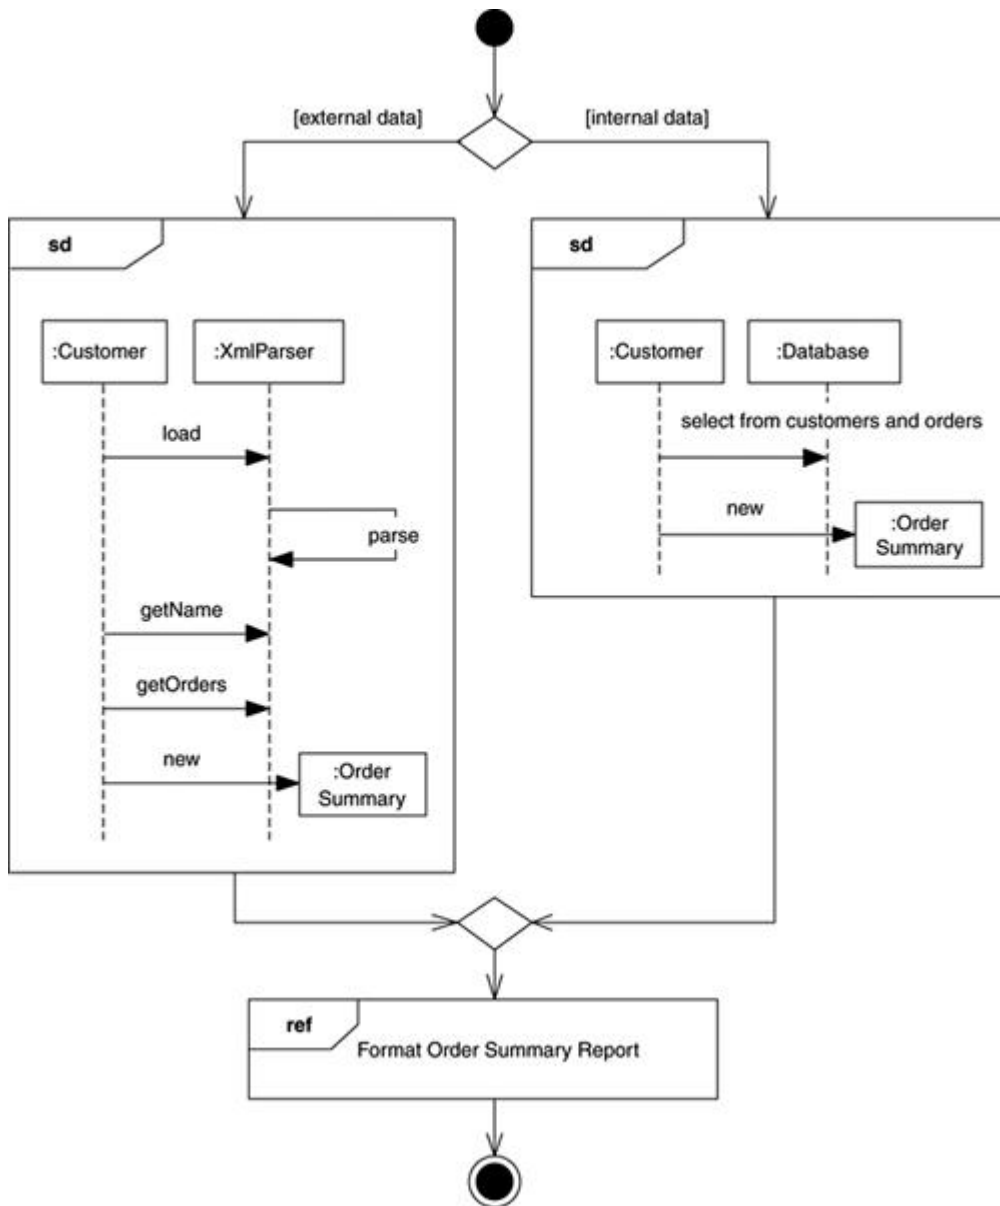 [external data]
[internal data]
sd
:Customer
:XmlParser
load
parse
getName
getOrders
new
:Order
Summary
sd
:Customer
:Database
select from customers and orders
new
:Order
Summary
ref
Format Order Summary Report